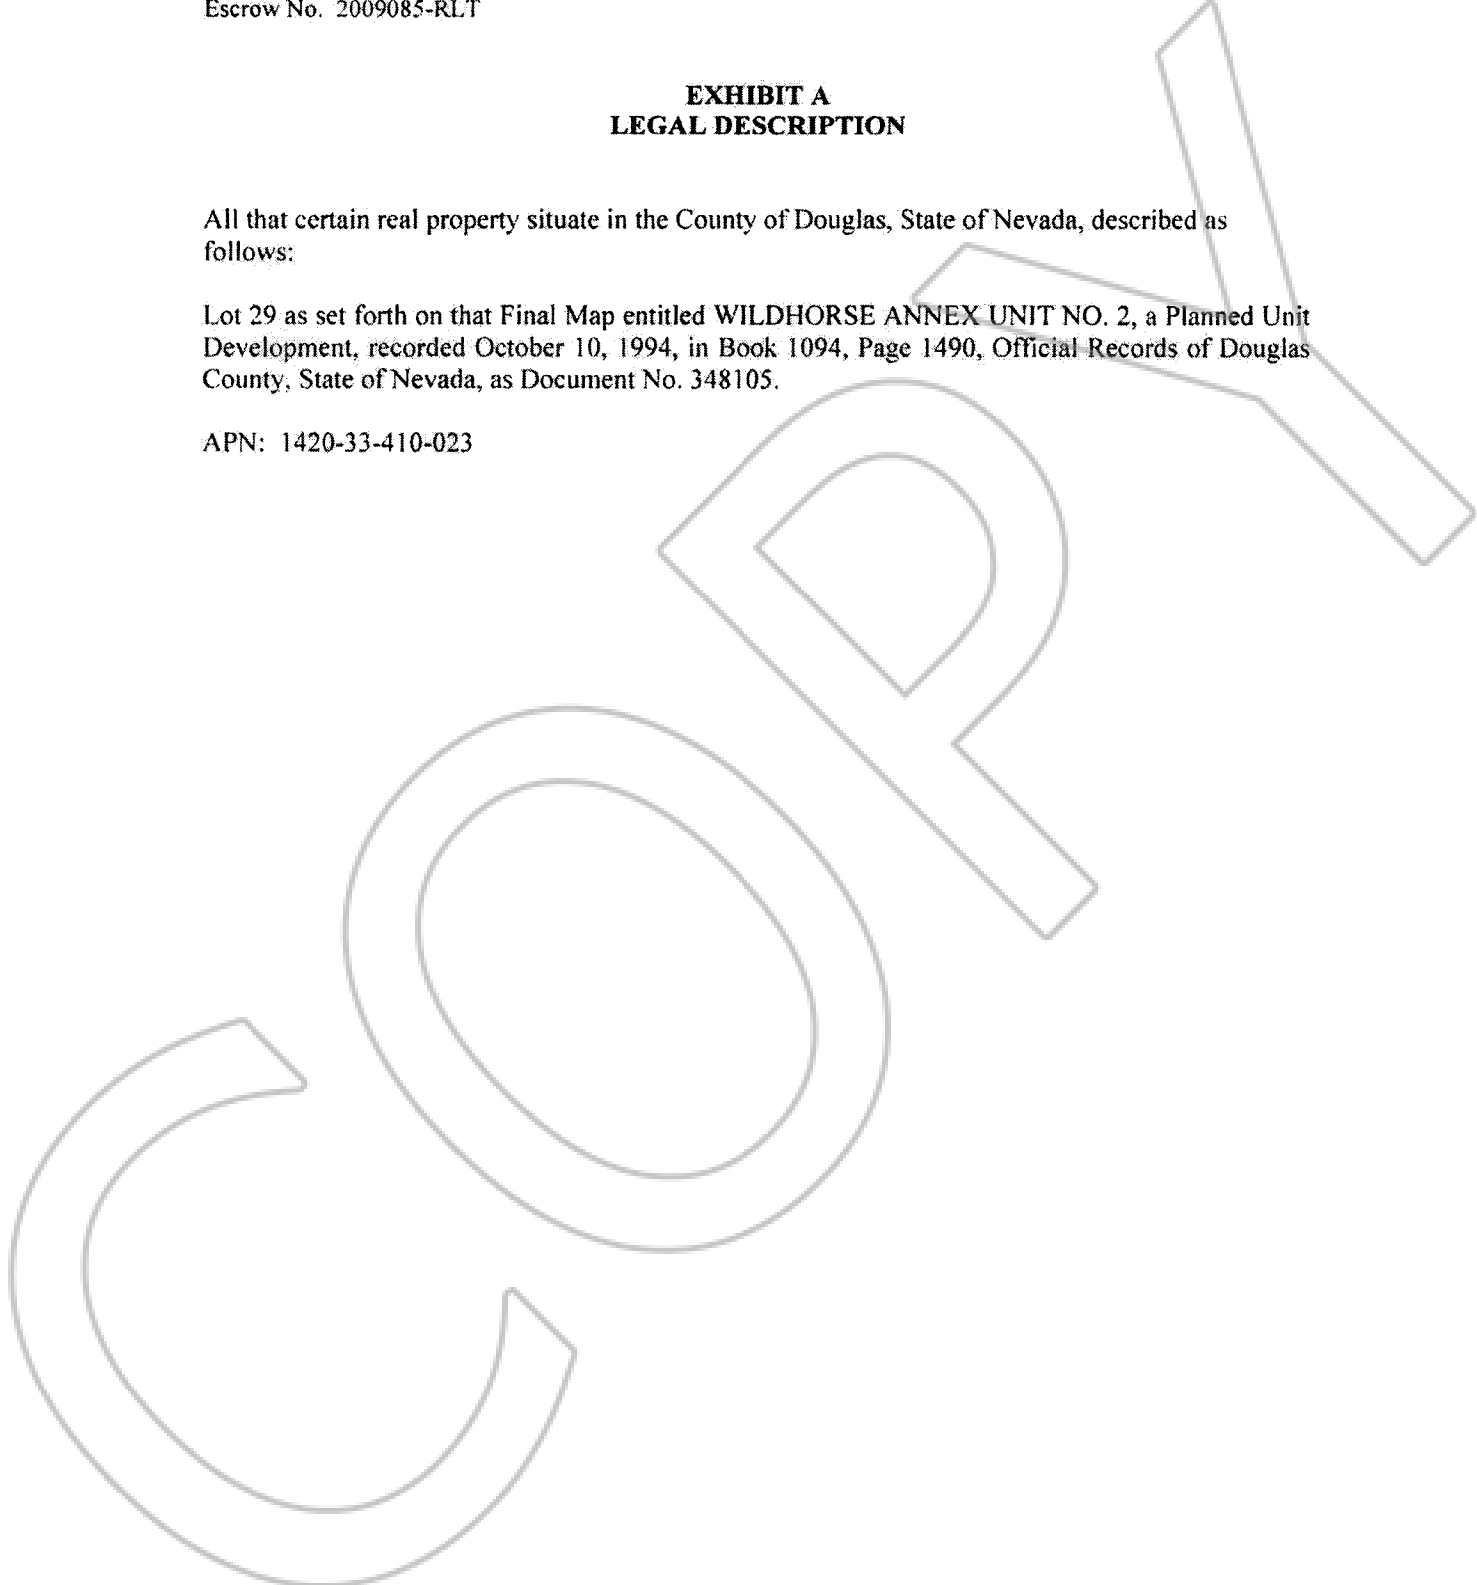 Escrow No. 2009085-RLT
EXHIBIT A
LEGAL DESCRIPTION
All that certain real property situate in the County of Douglas, State of Nevada, described as
follows:
Lot 29 as set forth on that Final Map entitled WILDHORSE ANNEX UNIT NO. 2, a Planned Unit
Development, recorded October 10, 1994, in Book 1094, Page 1490, Official Records of Douglas
County, State of Nevada, as Document No. 348105.
APN: 1420-33-410-023
COPY